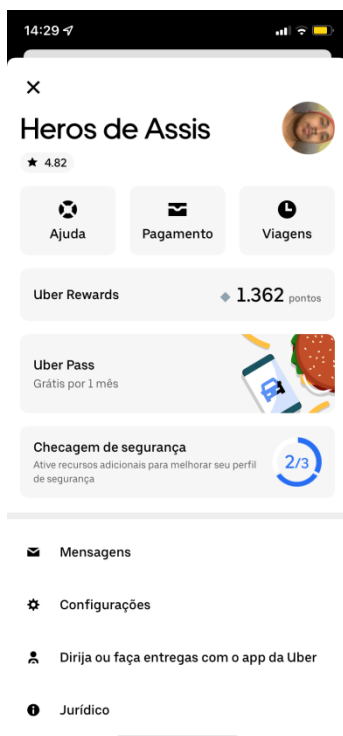 14:29
Heros de Assis
★ 4.82
Ajuda
Pagamento
Viagens
Uber Rewards
1.362 pontos
Uber Pass
Grátis por 1 mês
Checagem de segurança
Ative recursos adicionais para melhorar seu perfil
de segurança
2/3
Mensagens
Configurações
Dirija ou faça entregas com o app da Uber
Jurídico